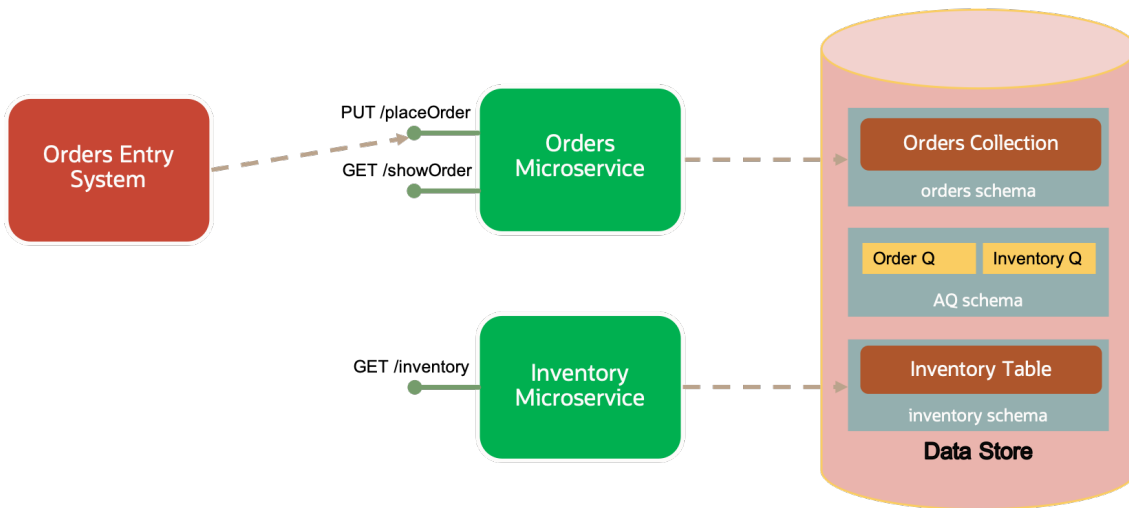 Orders Entry
System
PUT /placeOrder
GET /showOrder
Orders
Microservice
GET /inventory
Inventory
Microservice
Orders Collection
orders schema
Order Q
Inventory Q
AQ schema
Inventory Table
inventory schema
Data Store